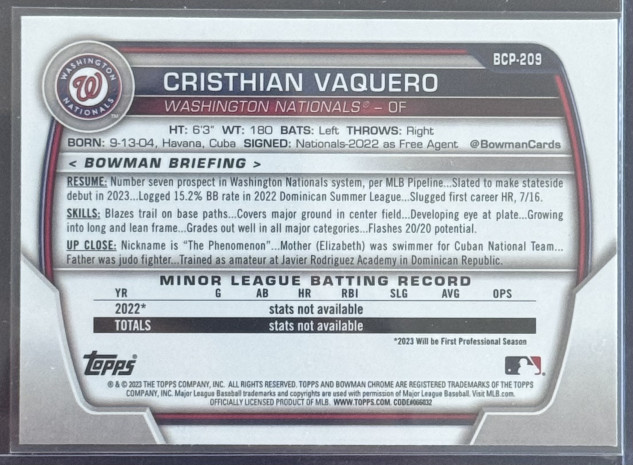 BCP-209
WASHINGTON
W
NATIONALS
CRISTHIAN VAQUERO
WASHINGTON NATIONALS® – OF
HT: 6'3" WT: 180 BATS: Left THROWS: Right
BORN: 9-13-04, Havana, Cuba SIGNED: Nationals-2022 as Free Agent @BowmanCards
< BOWMAN BRIEFING >
RESUME: Number seven prospect in Washington Nationals system, per MLB Pipeline...Slated to make stateside
debut in 2023...Logged 15.2% BB rate in 2022 Dominican Summer League...Slugged first career HR, 7/16.
SKILLS: Blazes trail on base paths...Covers major ground in center field...Developing eye at plate...Growing
into long and lean frame...Grades out well in all major categories...Flashes 20/20 potential.
UP CLOSE: Nickname is "The Phenomenon"...Mother (Elizabeth) was swimmer for Cuban National Team...
Father was judo fighter...Trained as amateur at Javier Rodriguez Academy in Dominican Republic.
MINOR LEAGUE BATTING RECORD
YR G AB HR RBI SLG AVG OPS
2022* stats not available
TOTALS stats not available
*2023 Will be First Professional Season
Topps®
® & © 2023 THE TOPPS COMPANY, INC. ALL RIGHTS RESERVED. TOPPS AND BOWMAN CHROME ARE REGISTERED TRADEMARKS OF THE TOPPS
COMPANY, INC. Major League Baseball trademarks and copyrights are used with permission of Major League Baseball. Visit MLB.com.
OFFICIALLY LICENSED PRODUCT OF MLB. WWW.TOPPS.COM. CODE#666832